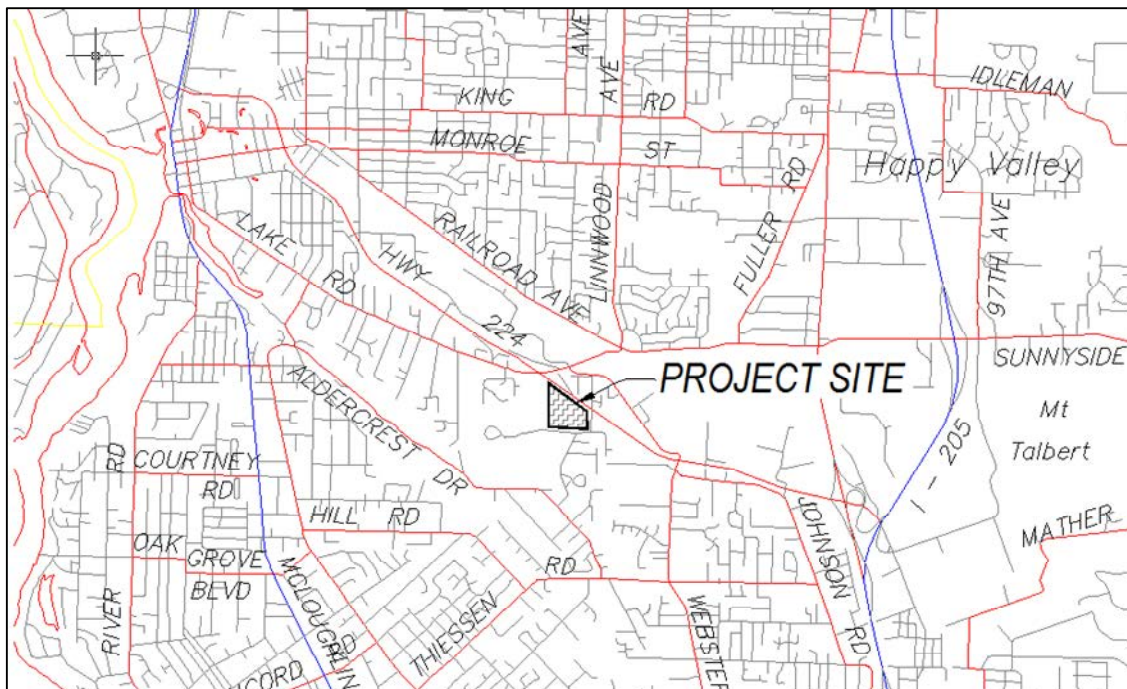 AVE
AVE
IDLEMAN
KING RD
MONROE ST
Happy Valley
LAKE RD
HWY 224
RAILROAD AVE
LINNWOOD
FULLER RD
97TH AVE
SUNNYSIDE
PROJECT SITE
Mt
Talbert
I-205
ALDERCREST DR
COURTNEY
RD
RD
HILL RD
OAK
GROVE
BLVD
RIVER
MCLOUGHLIN
THIESSEN
RD
RD
WEBSTER
JOHNSON RD
MATHER